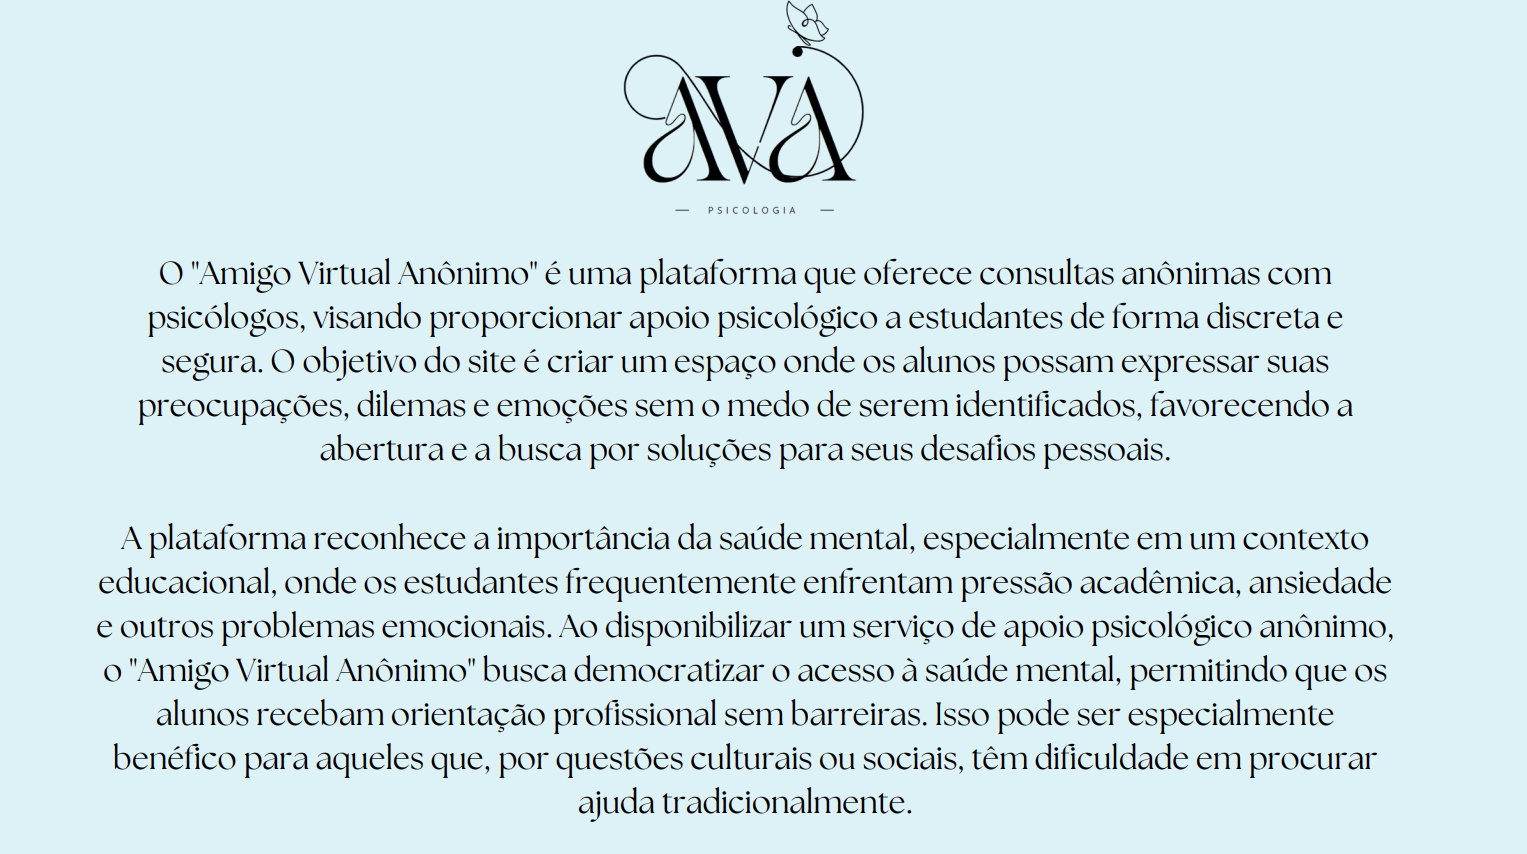 AVA
— PSICOLOGIA —
O "Amigo Virtual Anônimo" é uma plataforma que oferece consultas anônimas com
psicólogos, visando proporcionar apoio psicológico a estudantes de forma discreta e
segura. O objetivo do site é criar um espaço onde os alunos possam expressar suas
preocupações, dilemas e emoções sem o medo de serem identificados, favorecendo a
abertura e a busca por soluções para seus desafios pessoais.
A plataforma reconhece a importância da saúde mental, especialmente em um contexto
educacional, onde os estudantes frequentemente enfrentam pressão acadêmica, ansiedade
e outros problemas emocionais. Ao disponibilizar um serviço de apoio psicológico anônimo,
o "Amigo Virtual Anônimo" busca democratizar o acesso à saúde mental, permitindo que os
alunos recebam orientação profissional sem barreiras. Isso pode ser especialmente
benéfico para aqueles que, por questões culturais ou sociais, têm dificuldade em procurar
ajuda tradicionalmente.